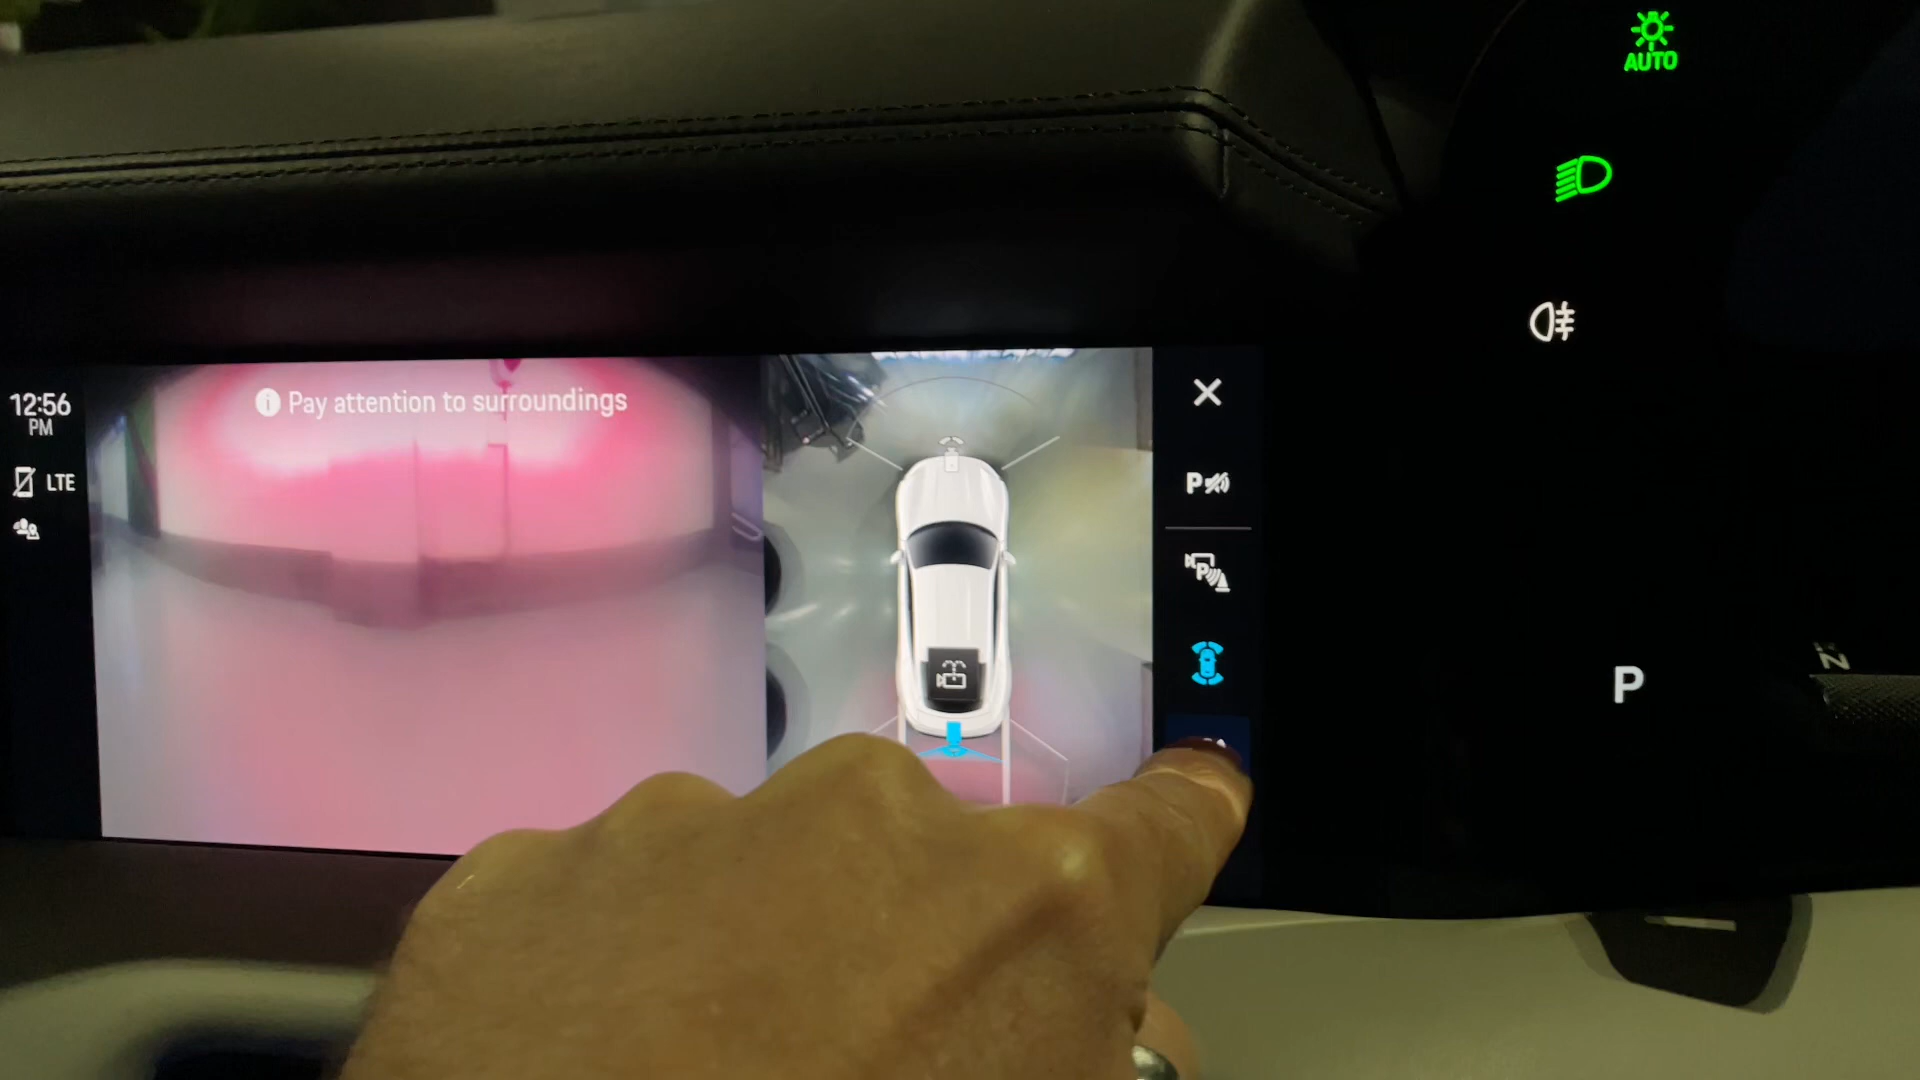 AUTO
12:56
PM
LTE
Pay attention to surroundings
P
P
P
N